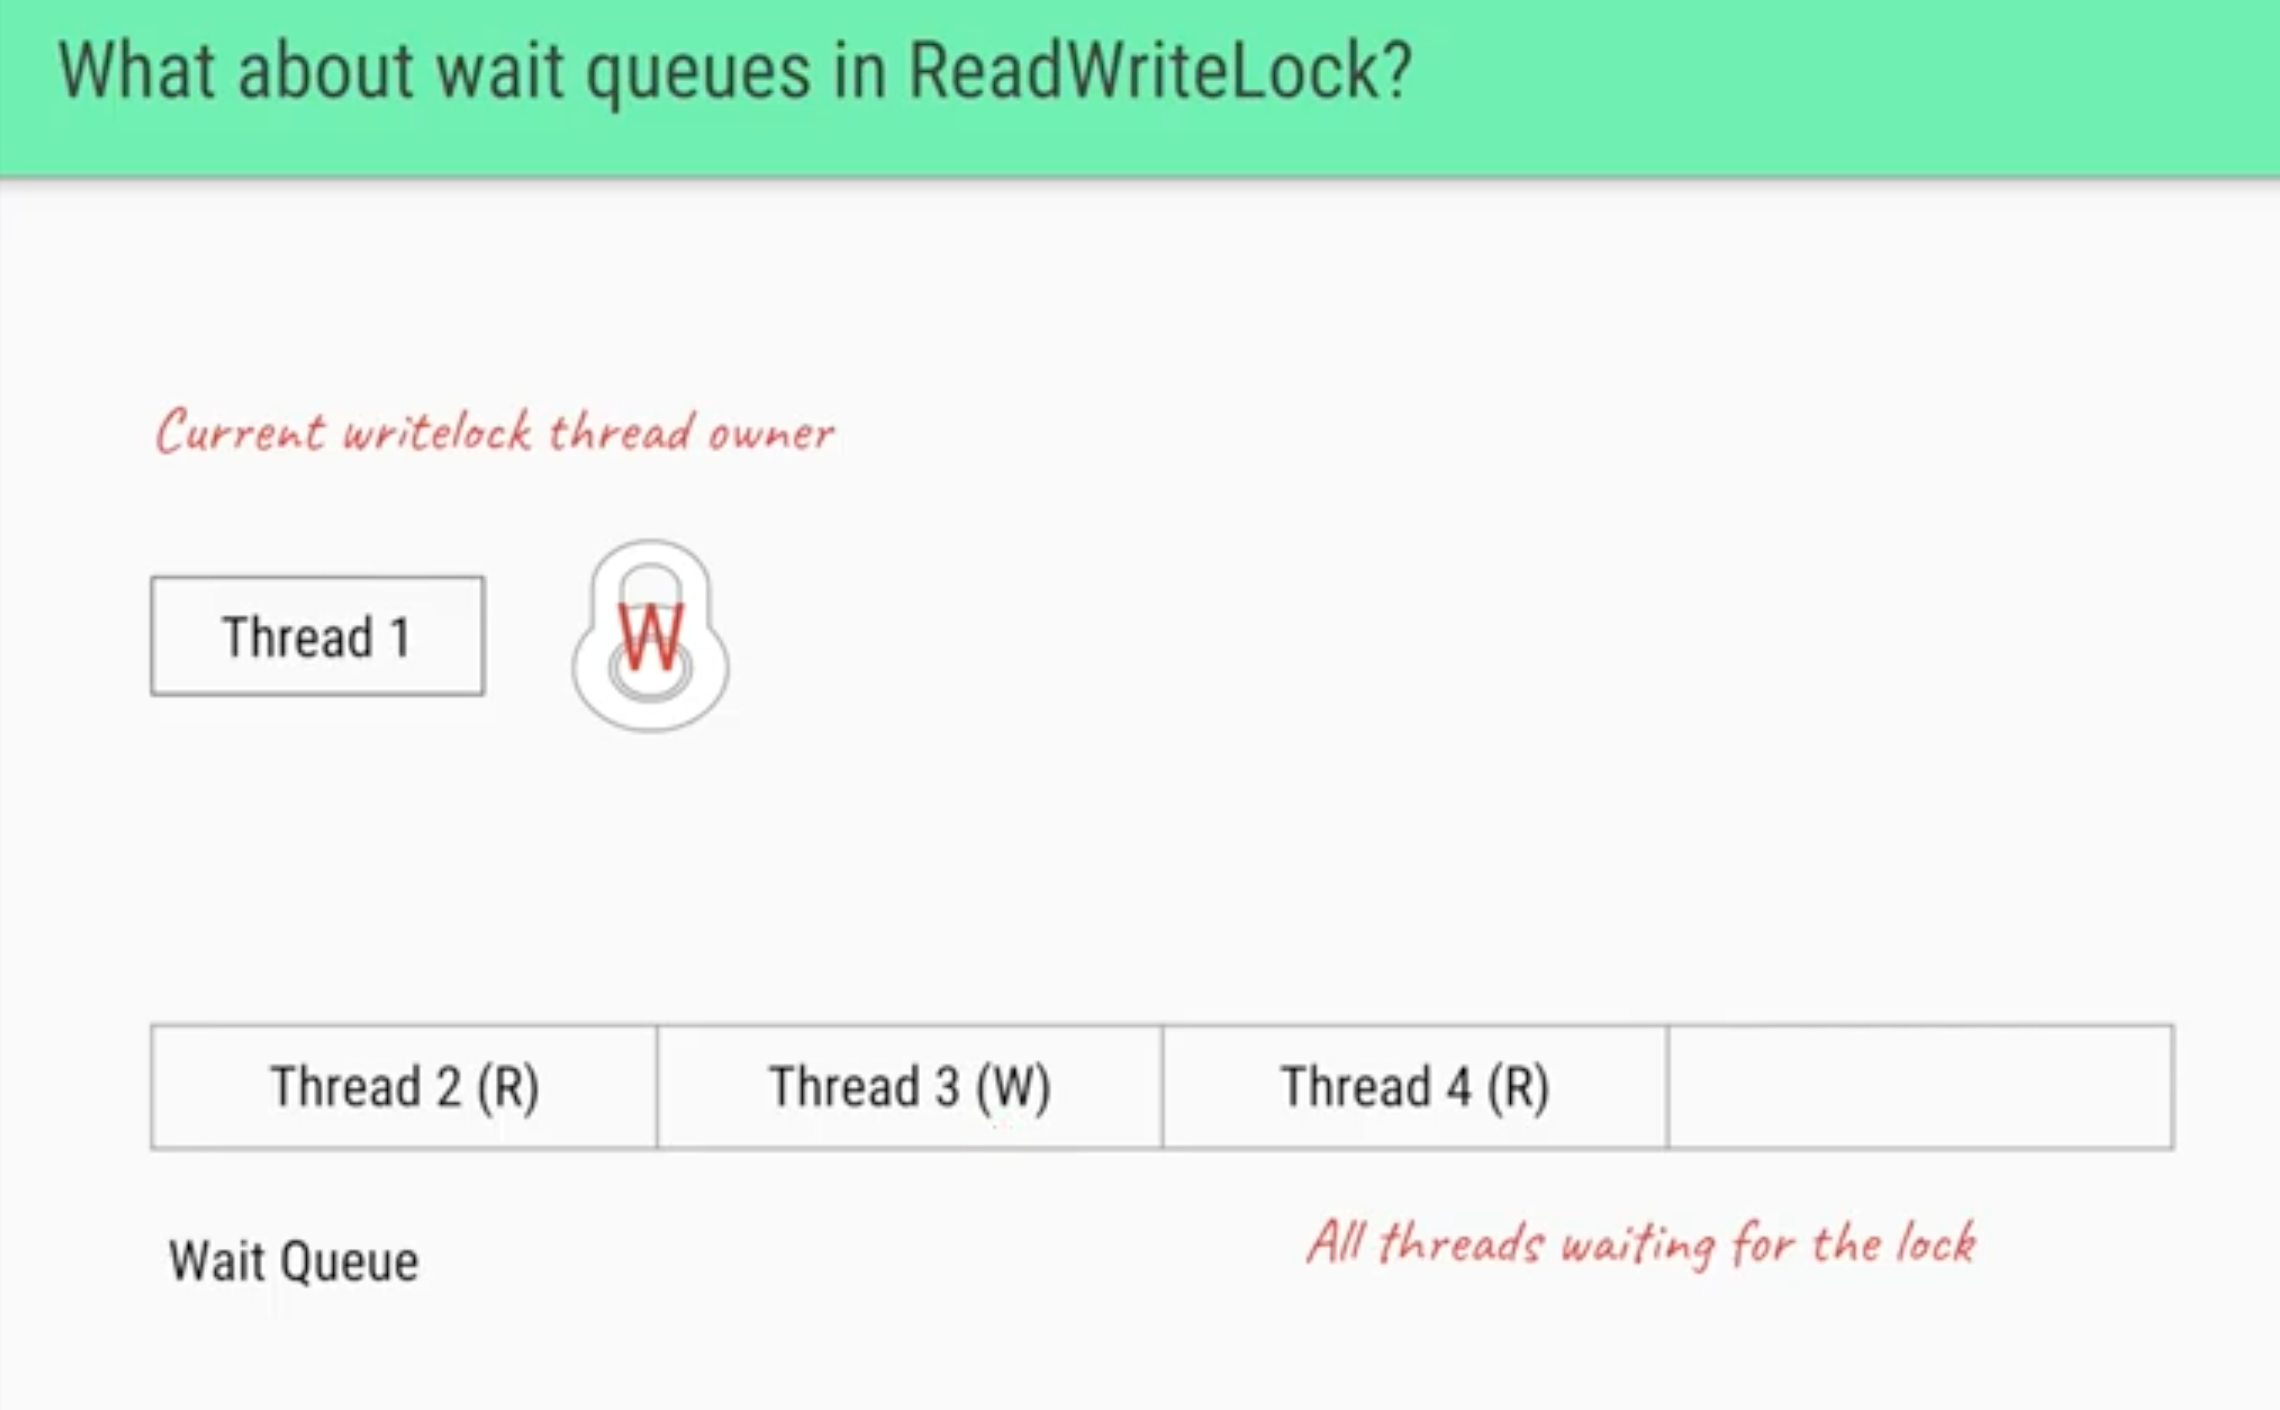 What about wait queues in ReadWriteLock?
Current writelock thread owner
Thread 1
W
Thread 2 (R)
Thread 3 (W)
Thread 4 (R)
Wait Queue
All threads waiting for the lock